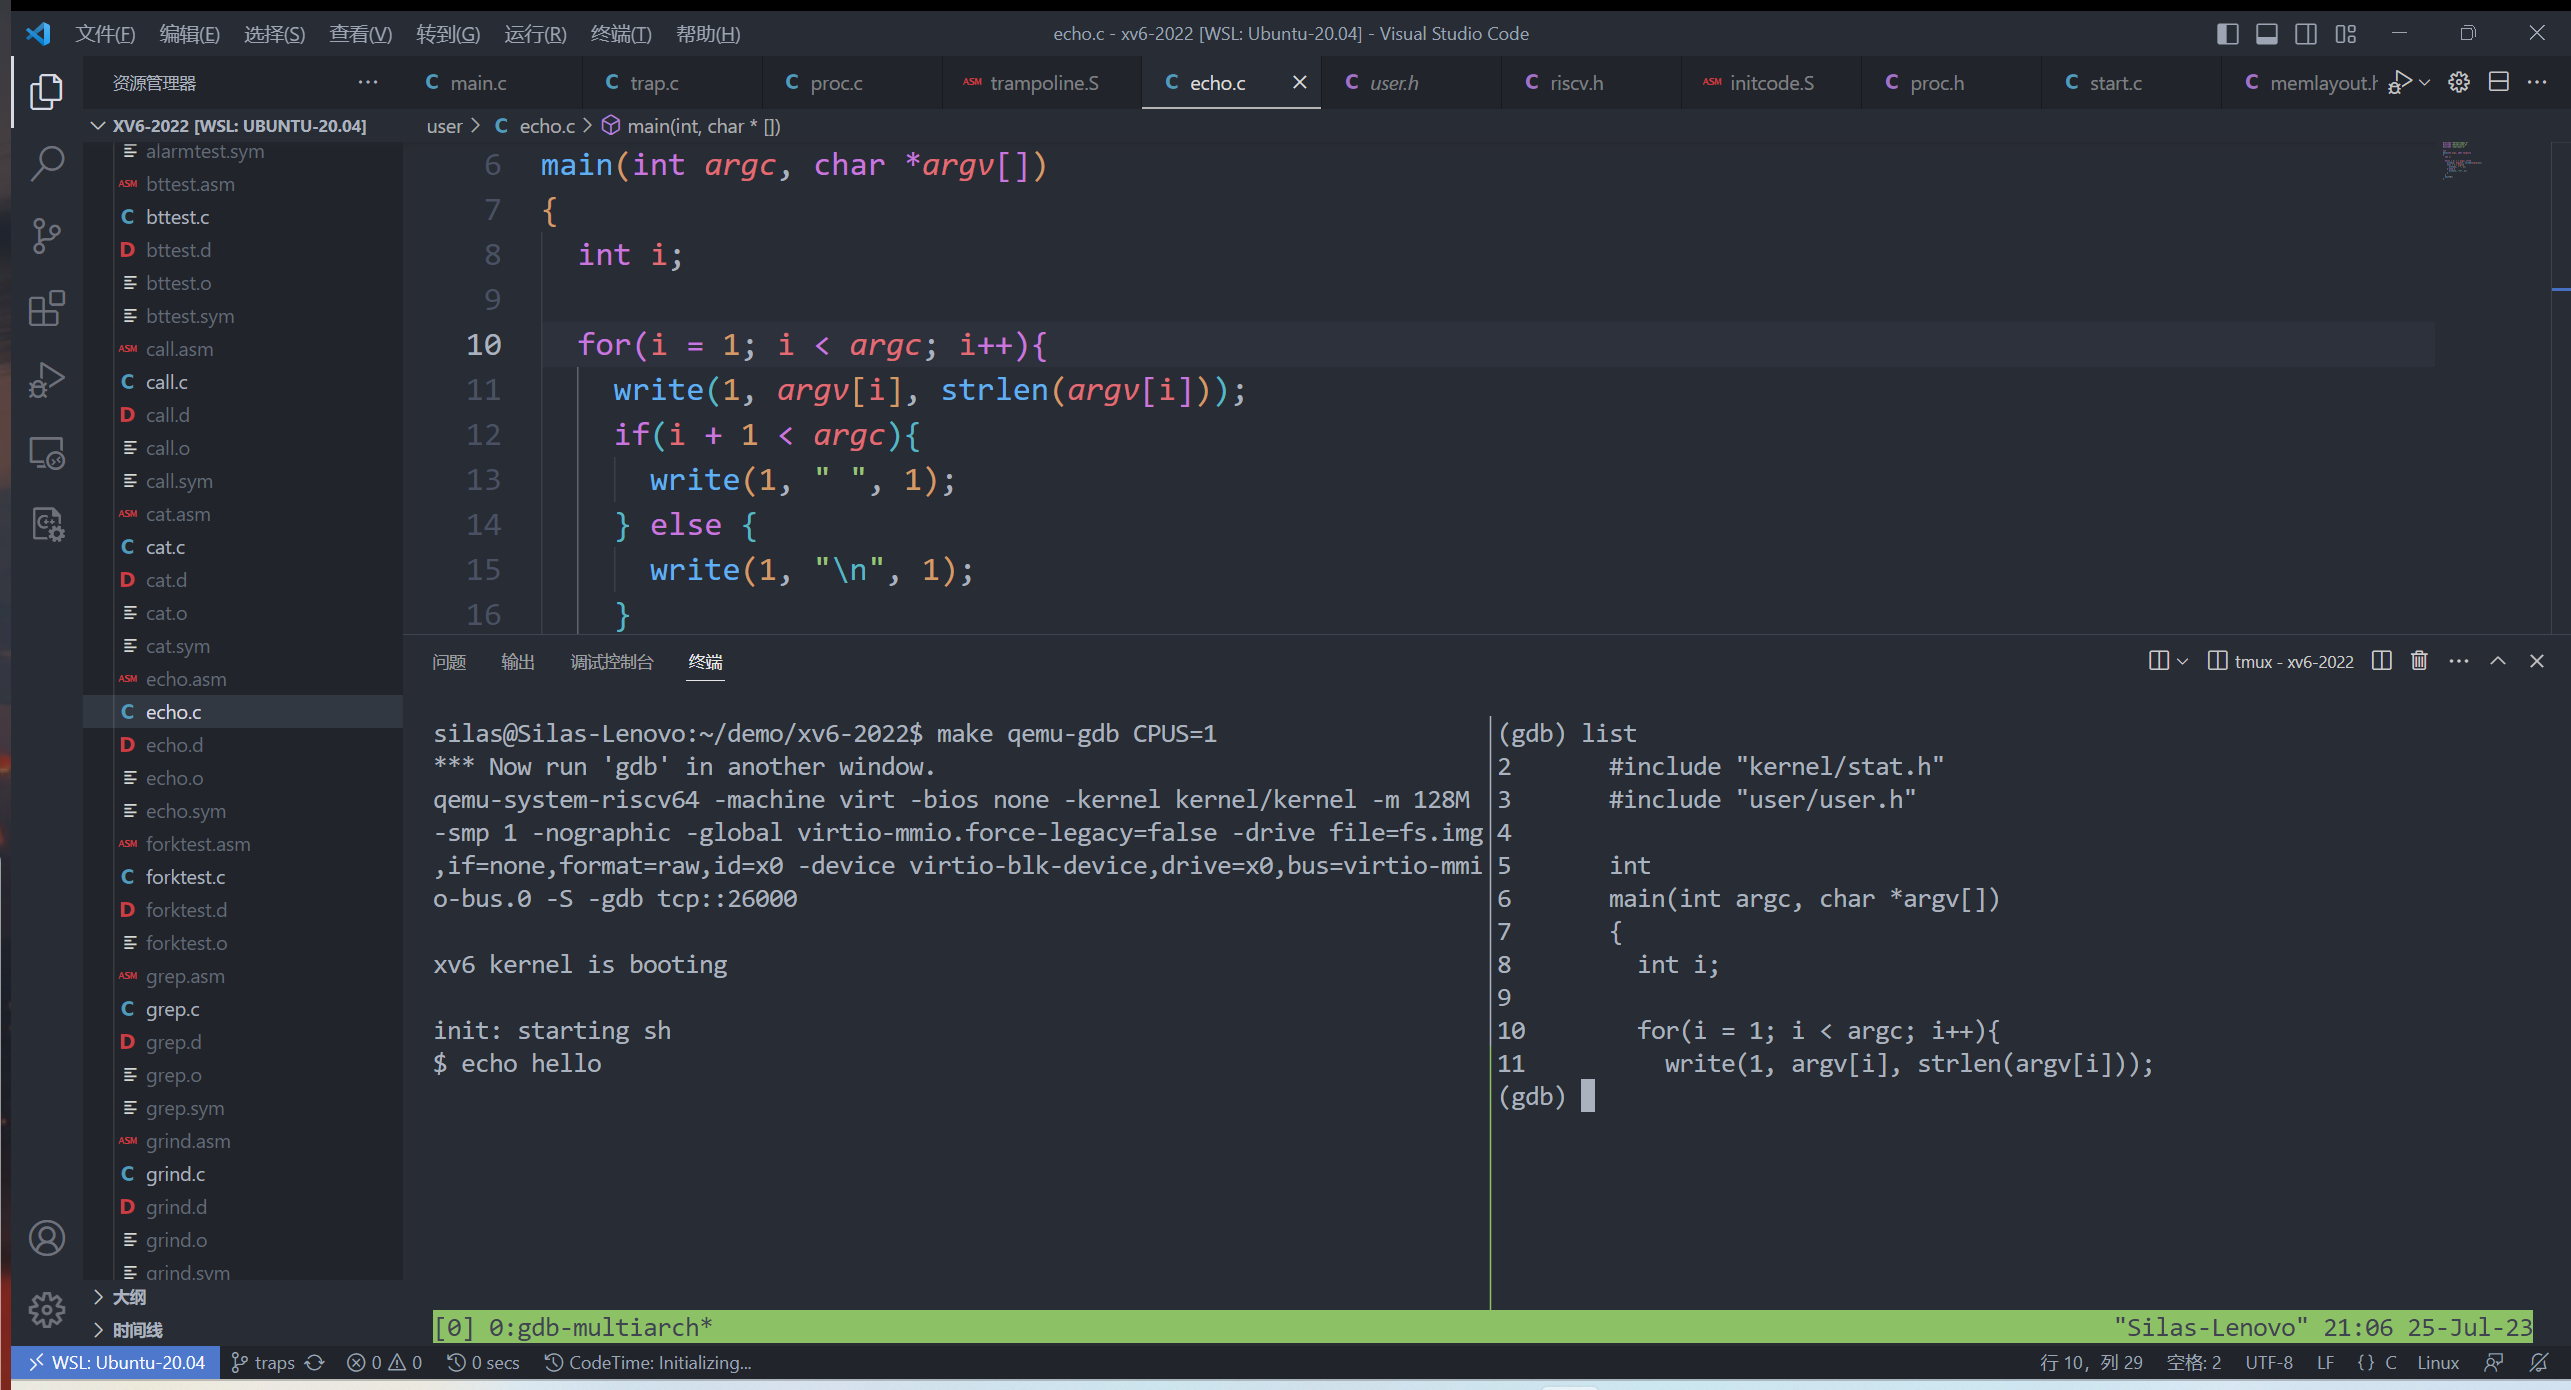 文件(F) 编辑(E) 选择(S) 查看(V) 转到(G) 运行(R) 终端(T) 帮助(H) echo.c - xv6-2022 [WSL: Ubuntu-20.04] - Visual Studio Code
资源管理器 ··· C main.c C trap.c C proc.c ASM trampoline.S C echo.c C user.h C riscv.h ASM initcode.S C proc.h C start.c C memlayout.h
XV6-2022 [WSL: UBUNTU-20.04]
user > C echo.c > main(int, char * [])
alarmtest.sym
ASM bttest.asm
C bttest.c
D bttest.d
bttest.o
bttest.sym
ASM call.asm
C call.c
D call.d
call.o
call.sym
ASM cat.asm
C cat.c
D cat.d
cat.o
cat.sym
ASM echo.asm
C echo.c
D echo.d
echo.o
echo.sym
ASM forktest.asm
C forktest.c
D forktest.d
forktest.o
ASM grep.asm
C grep.c
D grep.d
grep.o
grep.sym
ASM grind.asm
C grind.c
D grind.d
grind.o
grind.sym
大纲
时间线
6 main(int argc, char *argv[])
7 {
8 int i;
9
10 for(i = 1; i < argc; i++){
11 write(1, argv[i], strlen(argv[i]));
12 if(i + 1 < argc){
13 write(1, " ", 1);
14 } else {
15 write(1, "\n", 1);
16 }
问题 输出 调试控制台 终端 tmux - xv6-2022
silas@Silas-Lenovo:~/demo/xv6-2022$ make qemu-gdb CPUS=1
*** Now run 'gdb' in another window.
qemu-system-riscv64 -machine virt -bios none -kernel kernel/kernel -m 128M
-smp 1 -nographic -global virtio-mmio.force-legacy=false -drive file=fs.img
,if=none,format=raw,id=x0 -device virtio-blk-device,drive=x0,bus=virtio-mmi
o-bus.0 -S -gdb tcp::26000
xv6 kernel is booting
init: starting sh
$ echo hello
(gdb) list
2 #include "kernel/stat.h"
3 #include "user/user.h"
4
5 int
6 main(int argc, char *argv[])
7 {
8 int i;
9
10 for(i = 1; i < argc; i++){
11 write(1, argv[i], strlen(argv[i]));
(gdb)
[0] 0:gdb-multiarch* "Silas-Lenovo" 21:06 25-Jul-23
WSL: Ubuntu-20.04 traps 0 0 0 secs CodeTime: Initializing... 行 10，列 29 空格: 2 UTF-8 LF {} C Linux